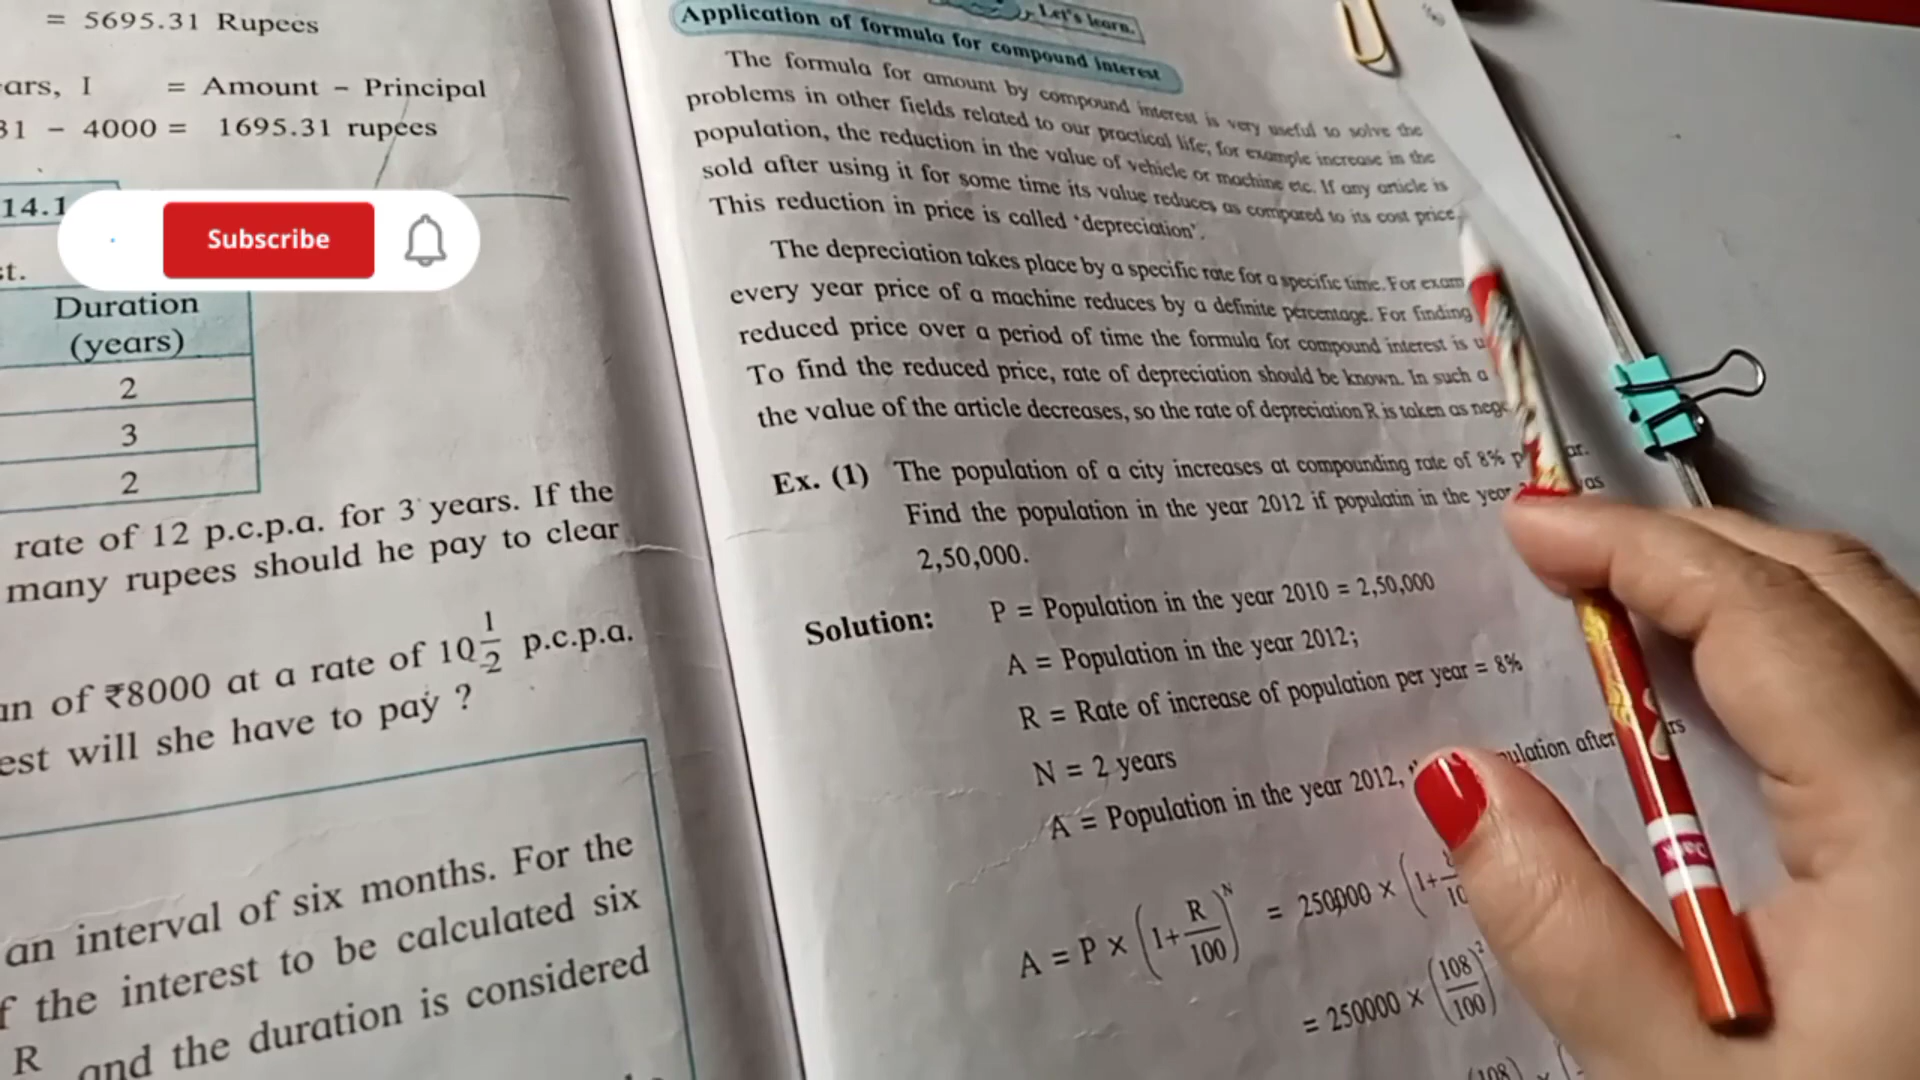 = 5695.31 Rupees
ars, I = Amount – Principal
31 – 4000 = 1695.31 rupees
14.1
Subscribe
st.
Duration
(years)
2
3
2
rate of 12 p.c.p.a. for 3 years. If the
many rupees should he pay to clear
an of ₹8000 at a rate of 10 1/2 p.c.p.a.
est will she have to pay ?
an interval of six months. For the
f the interest to be calculated six
R and the duration is considered
Let's learn.
Application of formula for compound interest
The formula for amount by compound interest is very useful to solve the
problems in other fields related to our practical life; for example increase in the
population, the reduction in the value of vehicle or machine etc. If any article is
sold after using it for some time its value reduces as compared to its cost price.
This reduction in price is called 'depreciation'.
The depreciation takes place by a specific rate for a specific time. For exam
every year price of a machine reduces by a definite percentage. For finding
reduced price over a period of time the formula for compound interest is u
To find the reduced price, rate of depreciation should be known. In such a
the value of the article decreases, so the rate of depreciation R is taken as nega
Ex. (1) The population of a city increases at compounding rate of 8% p ar.
Find the population in the year 2012 if populatin in the year as
2,50,000.
Solution: P = Population in the year 2010 = 2,50,000
A = Population in the year 2012;
R = Rate of increase of population per year = 8%
N = 2 years
A = Population in the year 2012, pulation after rs
A = P × (1+R/100)^N = 250000 × (1+
= 250000 × (108/100)^2
(108)